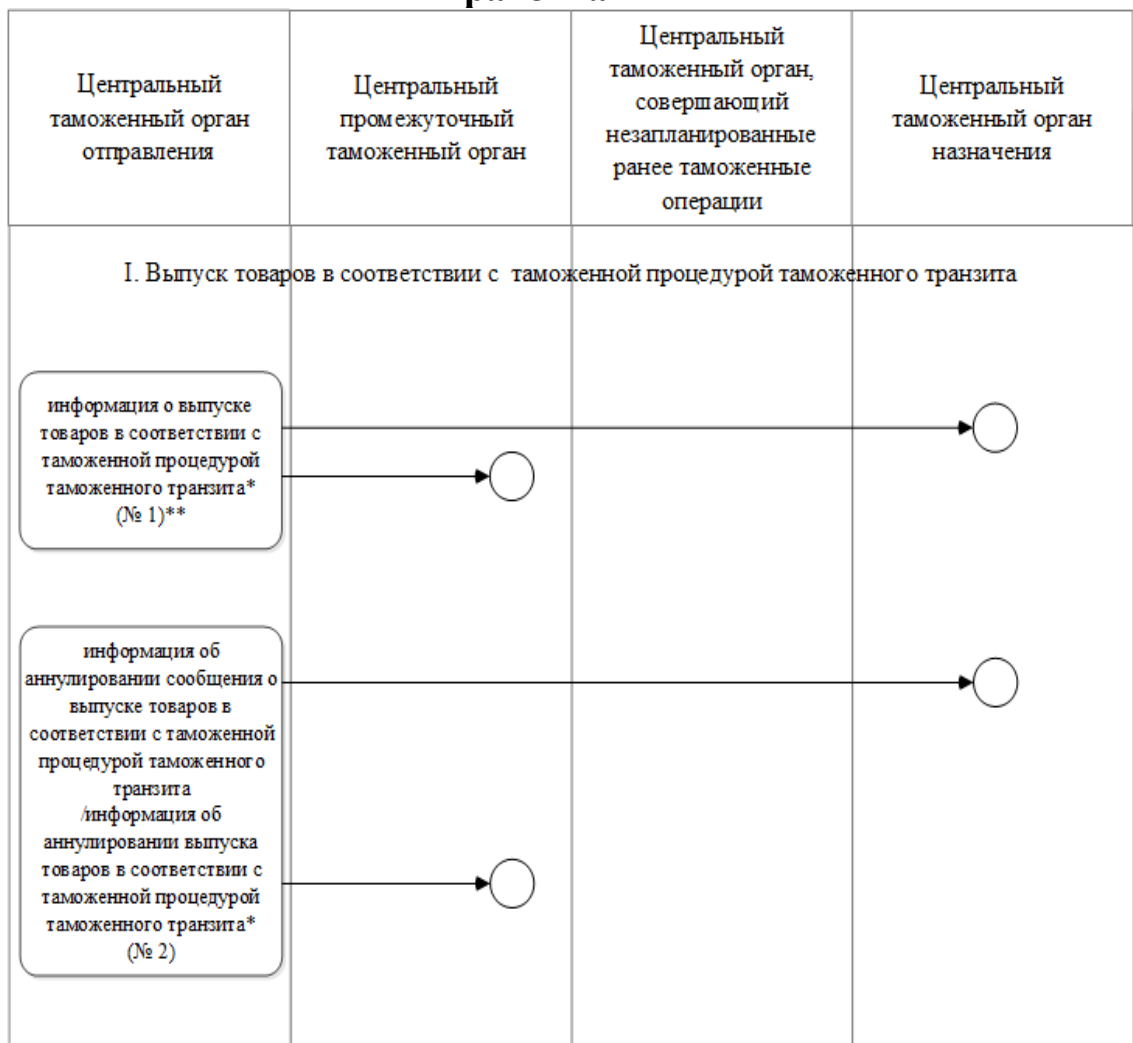 Центральный
таможенный орган
отправления
Центральный
промежуточный
таможенный орган
Центральный
таможенный орган,
совершающий
незапланированные
ранее таможенные
операции
Центральный
таможенный орган
назначения
I. Выпуск товаров в соответствии с таможенной процедурой таможенного транзита
информация о выпуске
товаров в соответствии с
таможенной процедурой
таможенного транзита*
(№ 1)**
информация об
аннулировании сообщения о
выпуске товаров в
соответствии с таможенной
процедурой таможенного
транзита
/информация об
аннулировании выпуска
товаров в соответствии с
таможенной процедурой
таможенного транзита*
(№ 2)